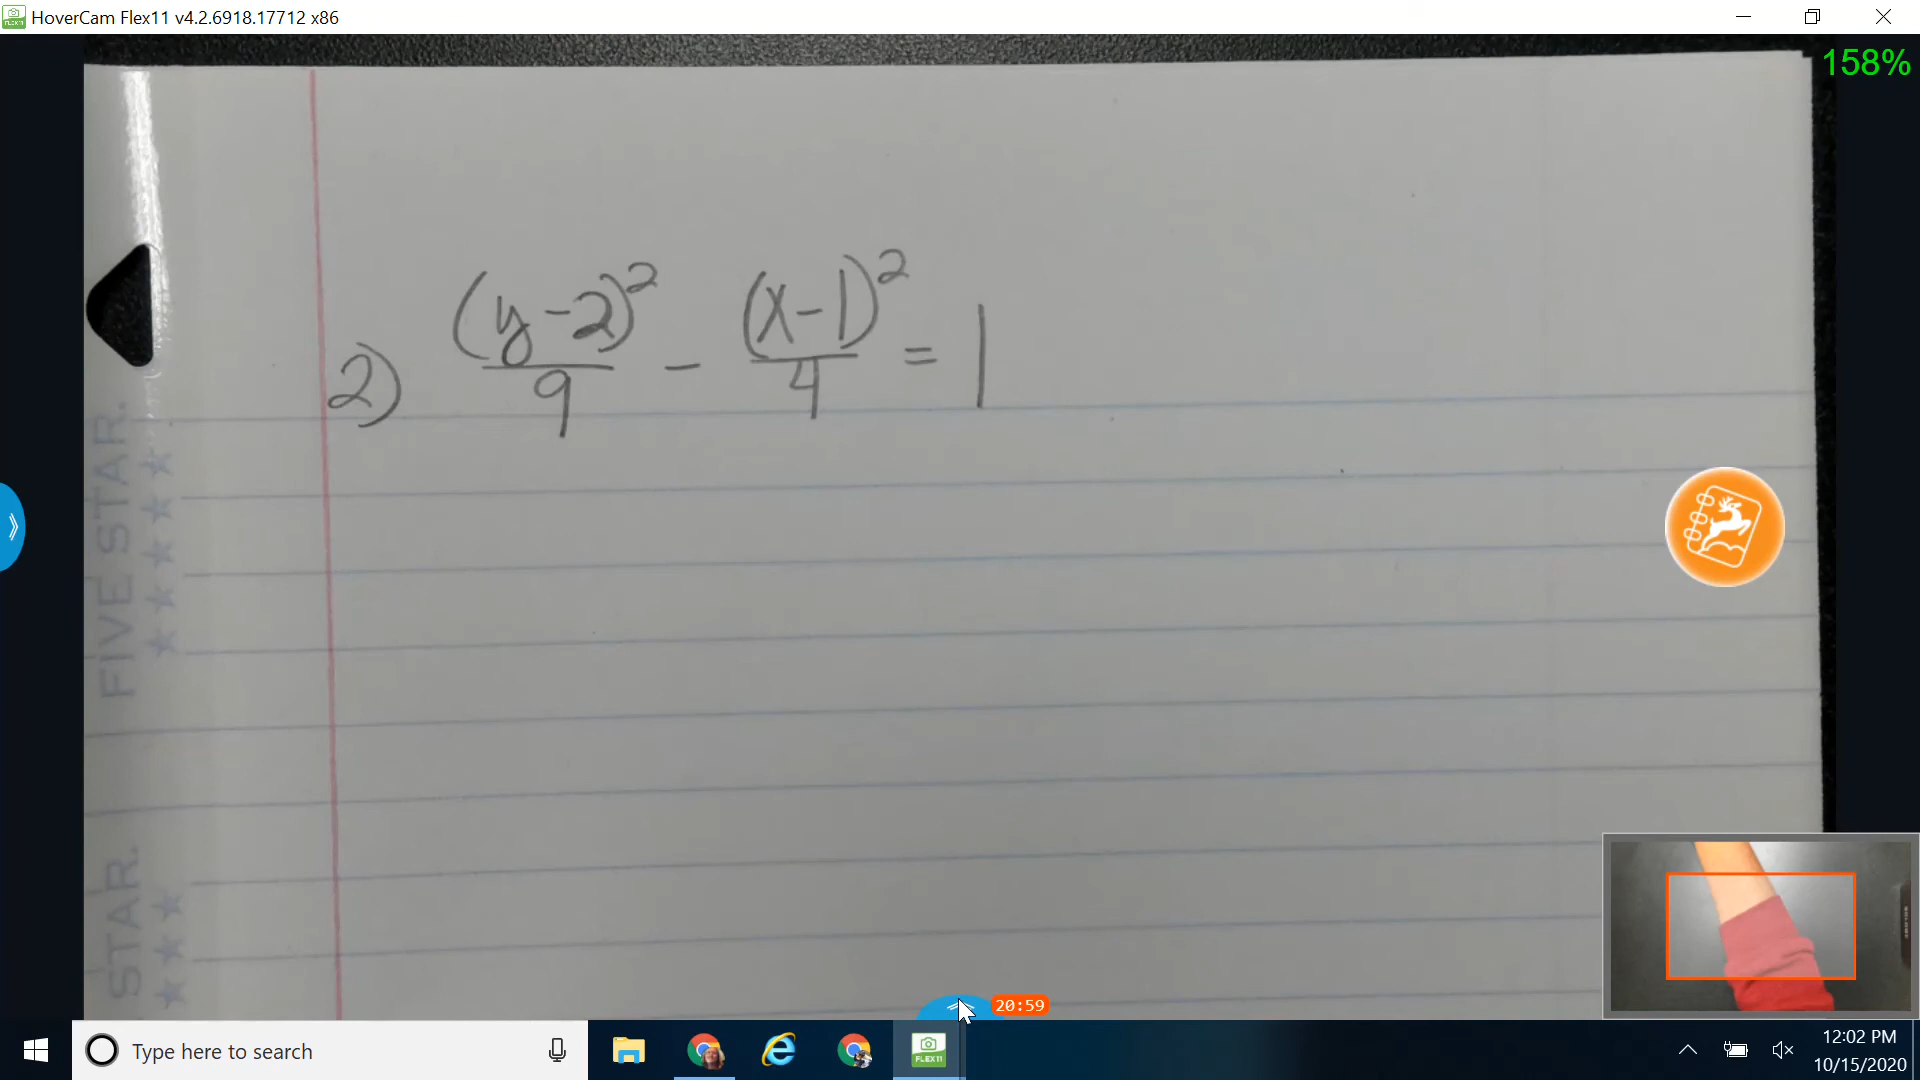 HoverCam Flex11 v4.2.6918.17712 x86
158%
2) (y-2)²/9 - (x-1)²/4 = 1
FIVE STAR.
STAR.
20:59
Type here to search
FLEX11
12:02 PM
10/15/2020